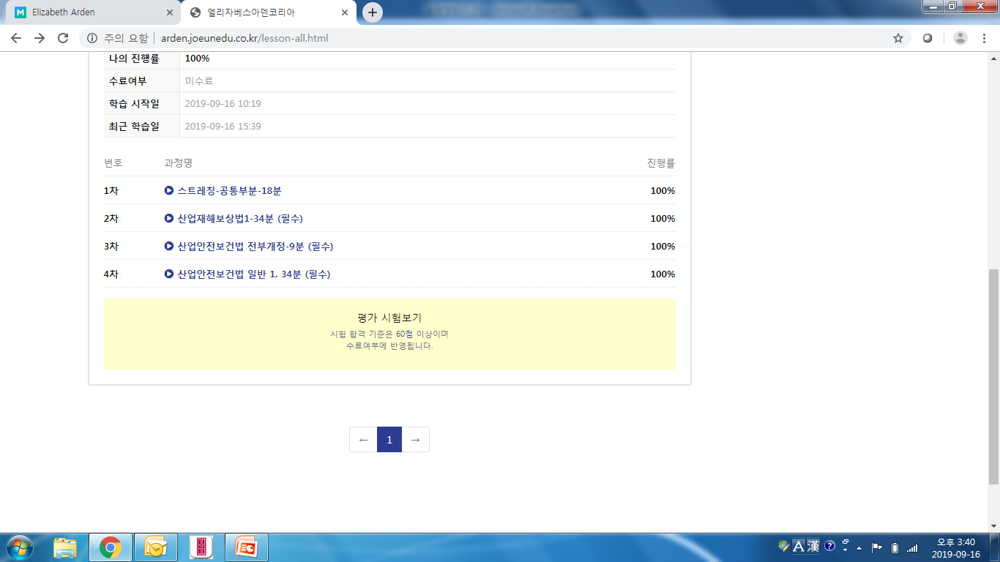 Elizabeth Arden
엘리자베스아덴코리아
주의 요함 arden.joeunedu.co.kr/lesson-all.html
나의 진행률 100%
수료여부 미수료
학습 시작일 2019-09-16 10:19
최근 학습일 2019-09-16 15:39
번호 과정명 진행률
1차 스트레칭-공통부분-18분 100%
2차 산업재해보상법1-34분 (필수) 100%
3차 산업안전보건법 전부개정-9분 (필수) 100%
4차 산업안전보건법 일반 1. 34분 (필수) 100%
평가 시험보기
시험 합격 기준은 60점 이상이며
수료여부에 반영됩니다.
← 1 →
A 漢
오후 3:40
2019-09-16